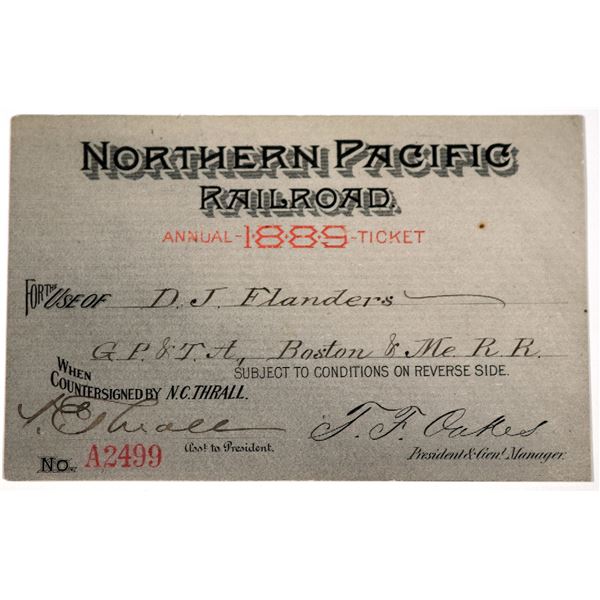 NORTHERN PACIFIC
RAILROAD.
ANNUAL-1889-TICKET
FOR THE USE OF D. J. Flanders
G. P. & T. A., Boston & Me. R. R.
SUBJECT TO CONDITIONS ON REVERSE SIDE.
WHEN
COUNTERSIGNED BY N.C. THRALL.
N. C. Thrall T. F. Oakes
Asst. to President. President & Genl. Manager.
No. A2499